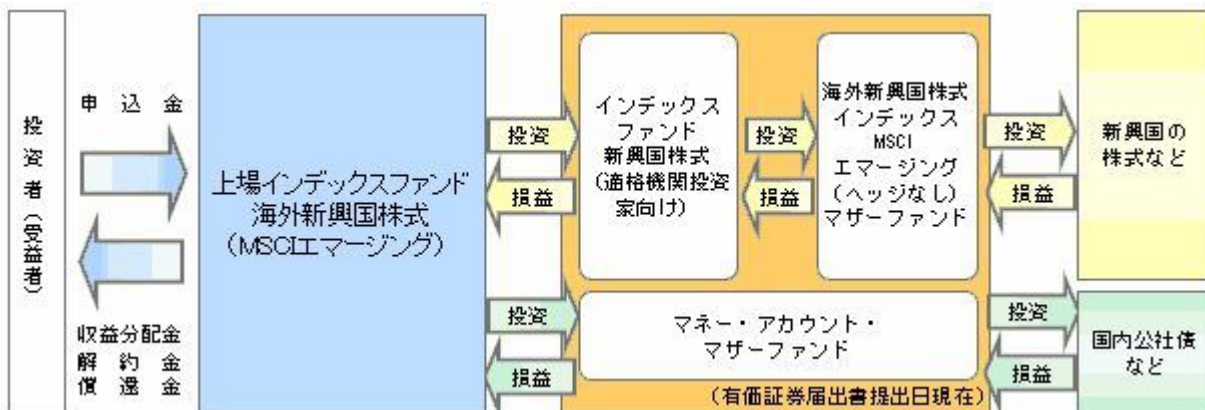 投資者(受益者)
申込金
収益分配金
解約金
償還金
上場インデックスファンド
海外新興国株式
(MSCIエマージング)
投資
損益
インデックス
ファンド
新興国株式
(適格機関投資
家向け)
投資
損益
海外新興国株式
インデックス
MSCI
エマージング
(ヘッジなし)
マザーファンド
投資
損益
新興国の
株式など
投資
損益
マネー・アカウント・
マザーファンド
投資
損益
国内公社債
など
(有価証券届出書提出日現在)